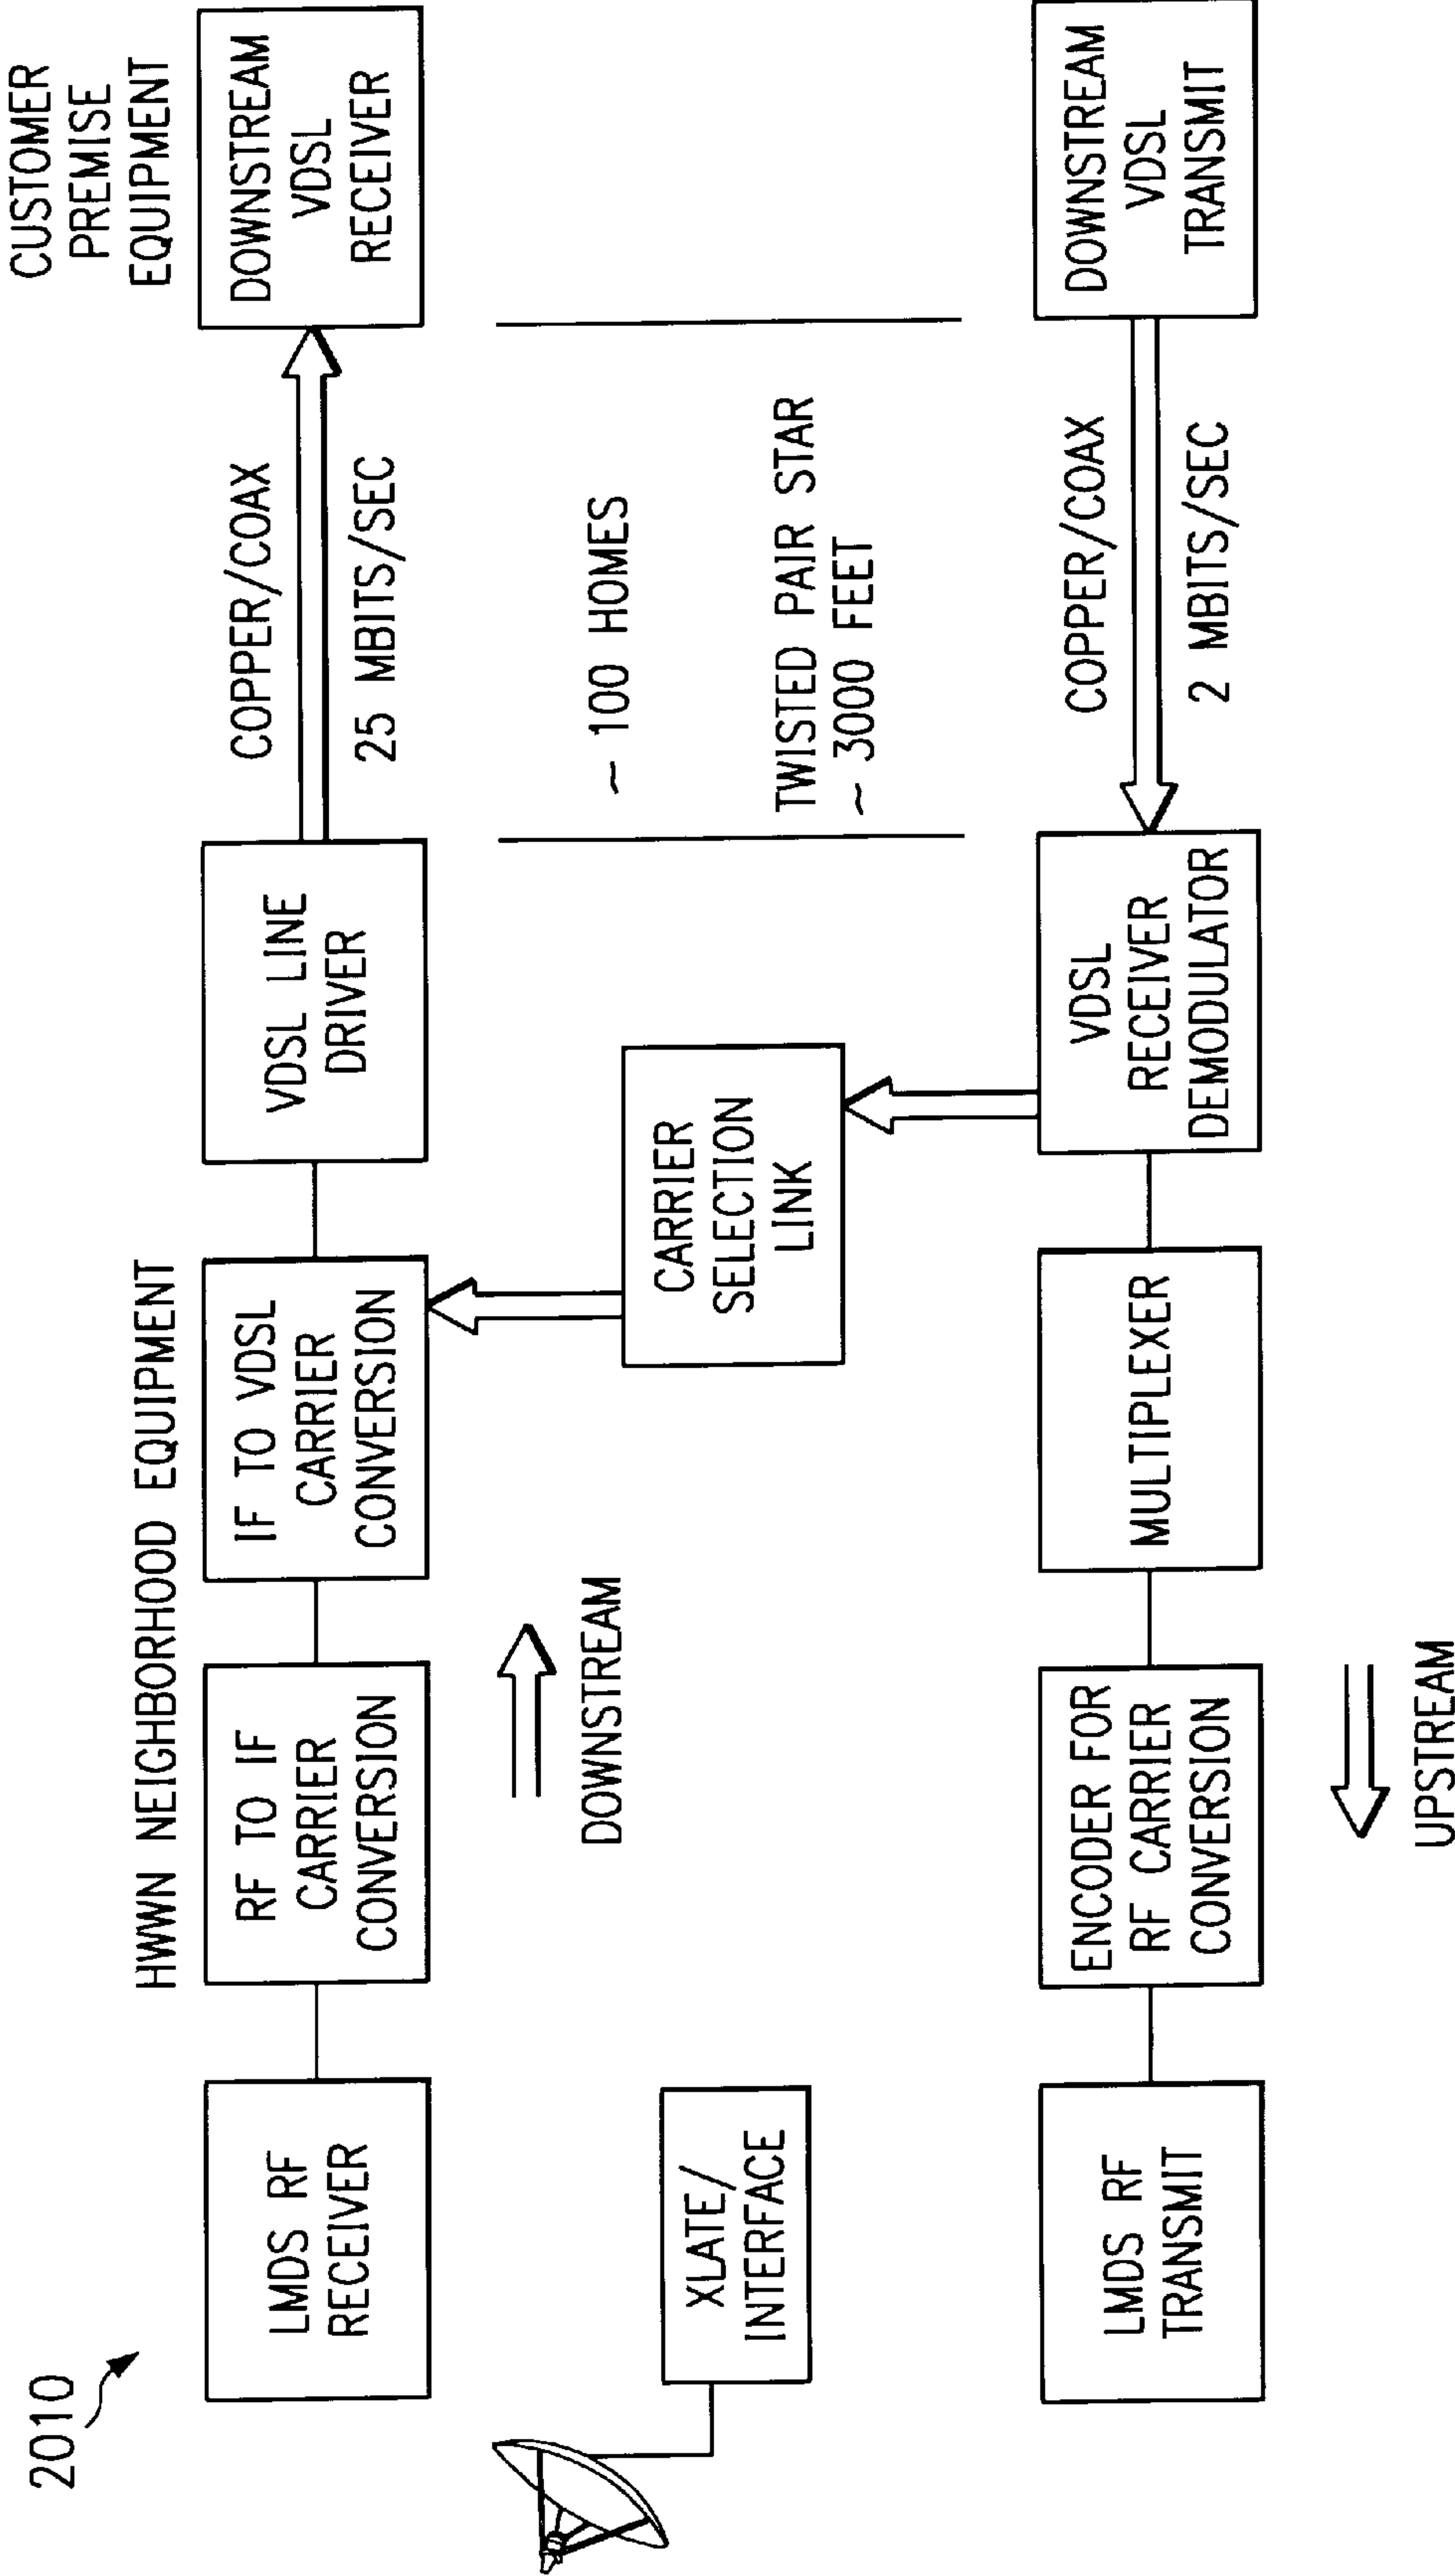 2010
HWWN NEIGHBORHOOD EQUIPMENT
CUSTOMER
PREMISE
EQUIPMENT
LMDS RF
RECEIVER
RF TO IF
CARRIER
CONVERSION
IF TO VDSL
CARRIER
CONVERSION
VDSL LINE
DRIVER
COPPER/COAX
25 MBITS/SEC
DOWNSTREAM
VDSL
RECEIVER
DOWNSTREAM
XLATE/
INTERFACE
CARRIER
SELECTION
LINK
~ 100 HOMES
TWISTED PAIR STAR
~ 3000 FEET
LMDS RF
TRANSMIT
ENCODER FOR
RF CARRIER
CONVERSION
MULTIPLEXER
VDSL
RECEIVER
DEMODULATOR
COPPER/COAX
2 MBITS/SEC
DOWNSTREAM
VDSL
TRANSMIT
UPSTREAM